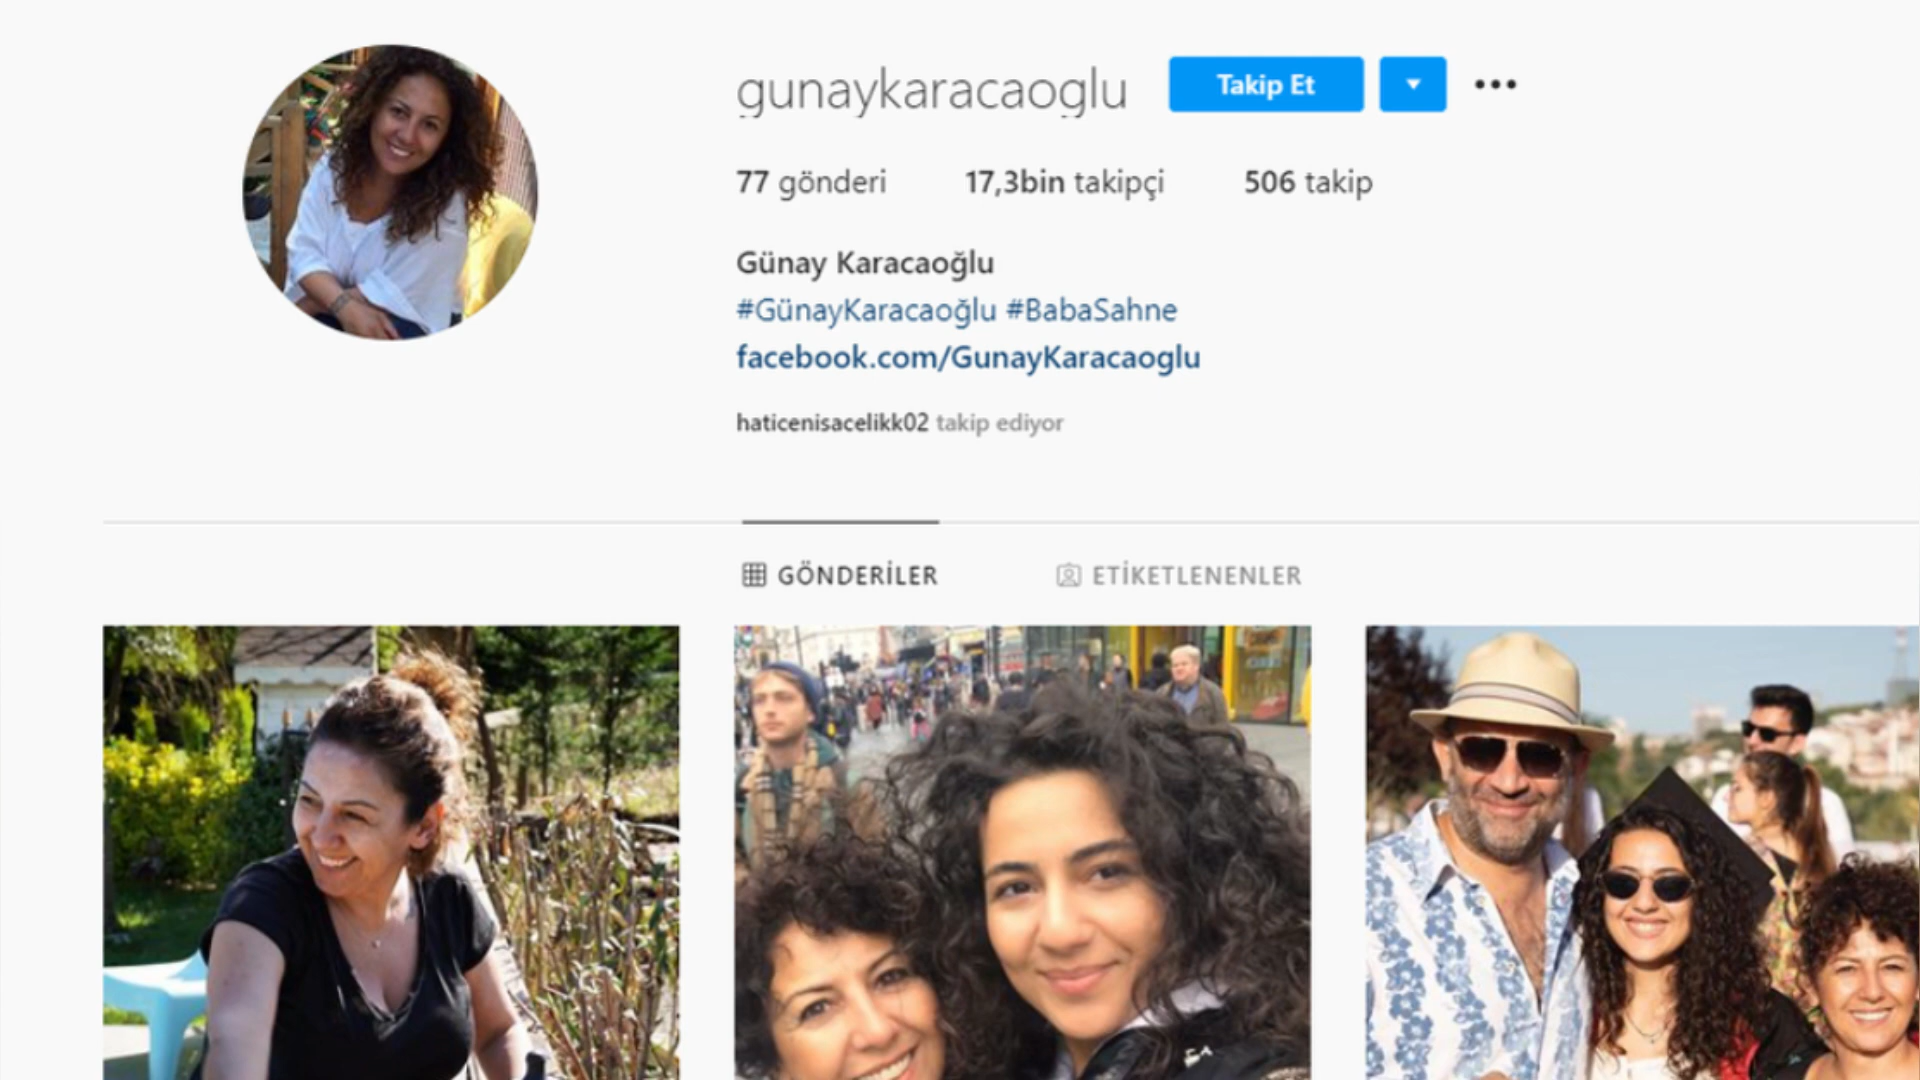 gunaykaracaoglu Takip Et
77 gönderi 17,3bin takipçi 506 takip
Günay Karacaoğlu
#GünayKaracaoğlu #BabaSahne
facebook.com/GunayKaracaoglu
haticenisacelikk02 takip ediyor
GÖNDERİLER ETİKETLENENLER